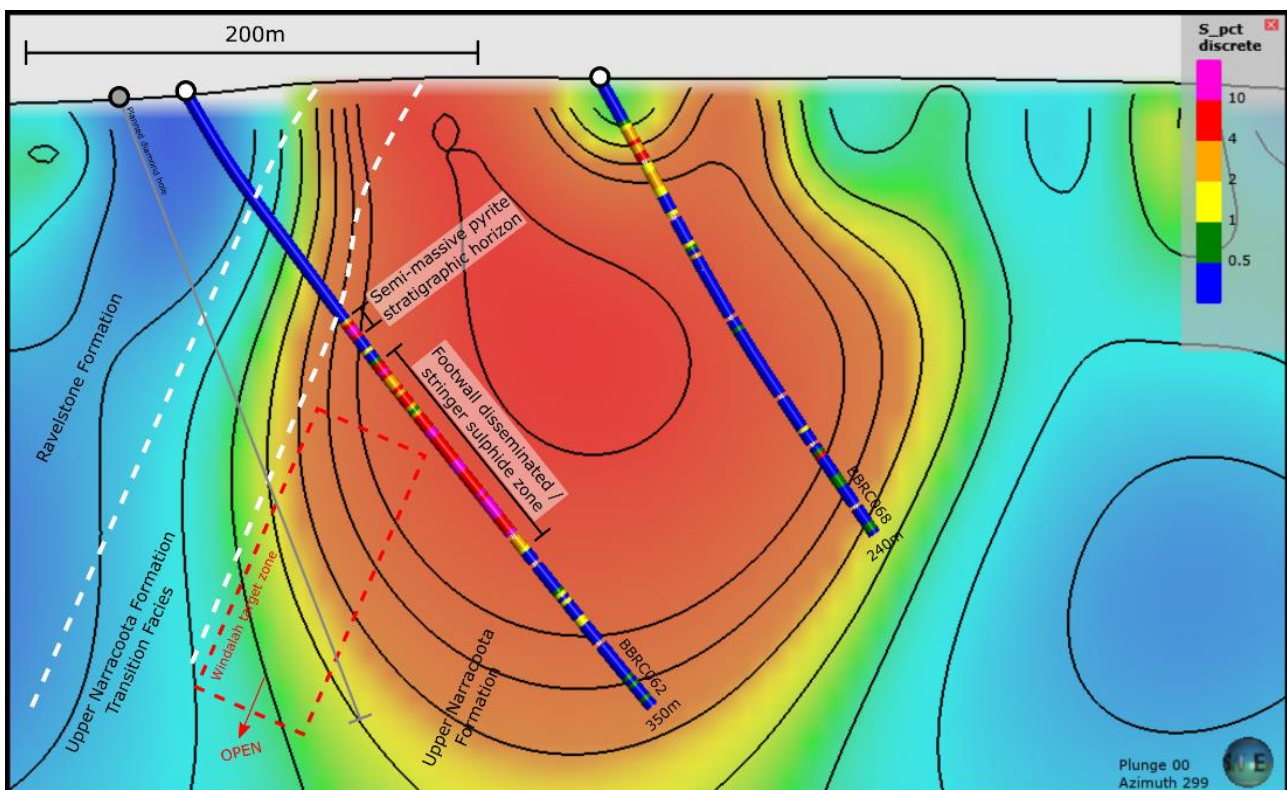 200m
S_pct
discrete
10
4
2
1
0.5
Planned diamond hole
Semi-massive pyrite
stratigraphic horizon
Footwall disseminated /
stringer sulphide zone
Ravelstone Formation
Upper Narracoota Formation
Transition Facies
Windalah target zone
OPEN
Upper Narracoota
Formation
BBRC062
350m
BBRC068
240m
Plunge 00
Azimuth 299